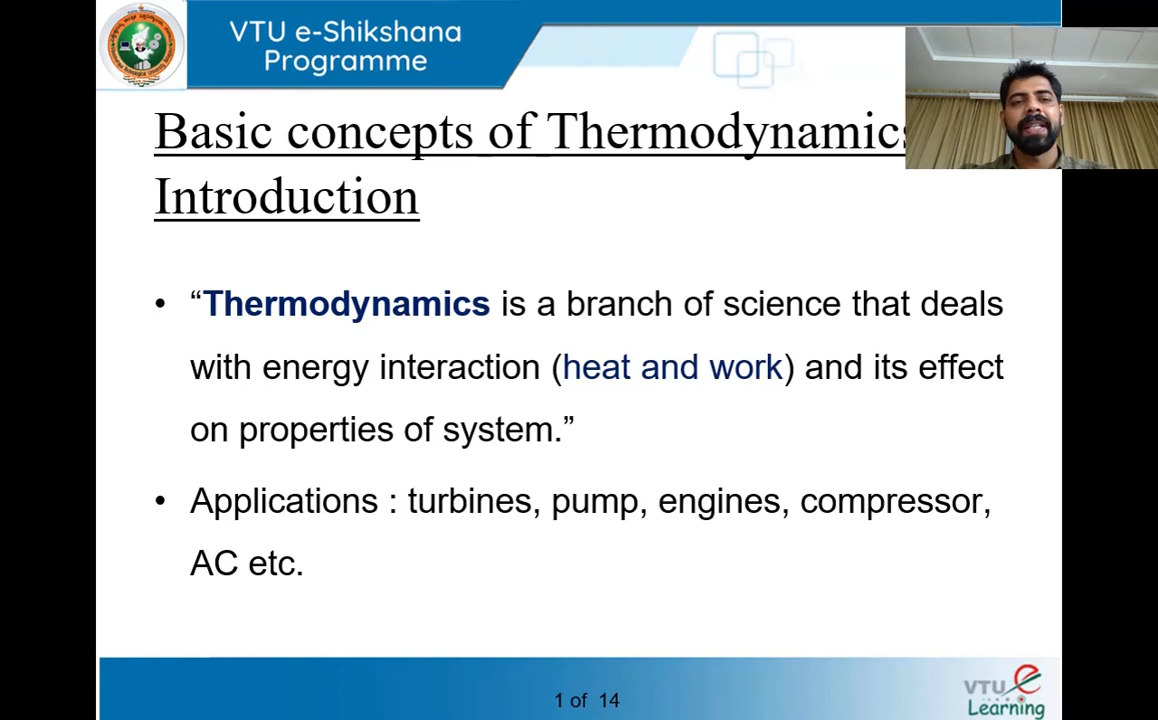 VTU e-Shikshana
Programme
Basic concepts of Thermodynamics
Introduction
• “Thermodynamics is a branch of science that deals
with energy interaction (heat and work) and its effect
on properties of system.”
• Applications : turbines, pump, engines, compressor,
AC etc.
1 of 14
VTU e
Learning